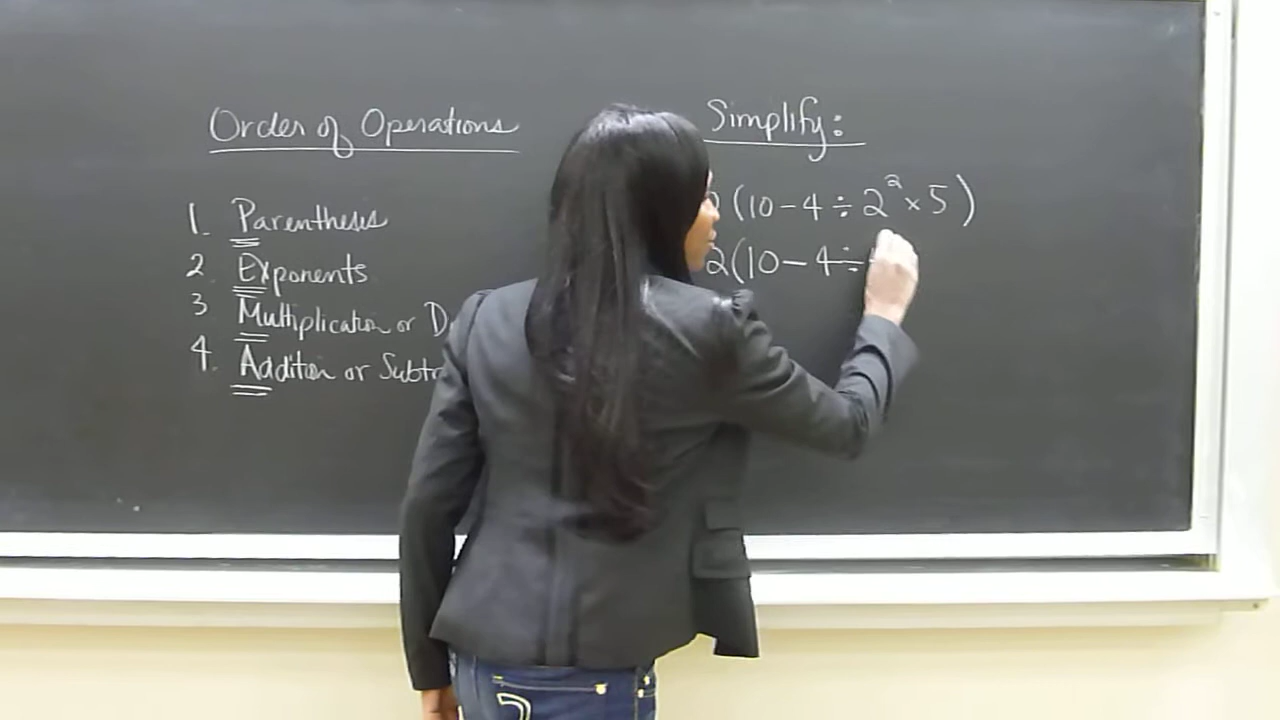 Order of Operations
1. Parenthesis
2. Exponents
3 Multiplication or
4. Addition or
Simplify:
2(10-4÷2²×5)
2(10-4÷